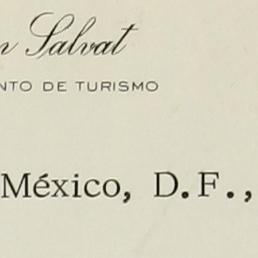 n Salvat
NTO DE TURISMO
México, D.F.,